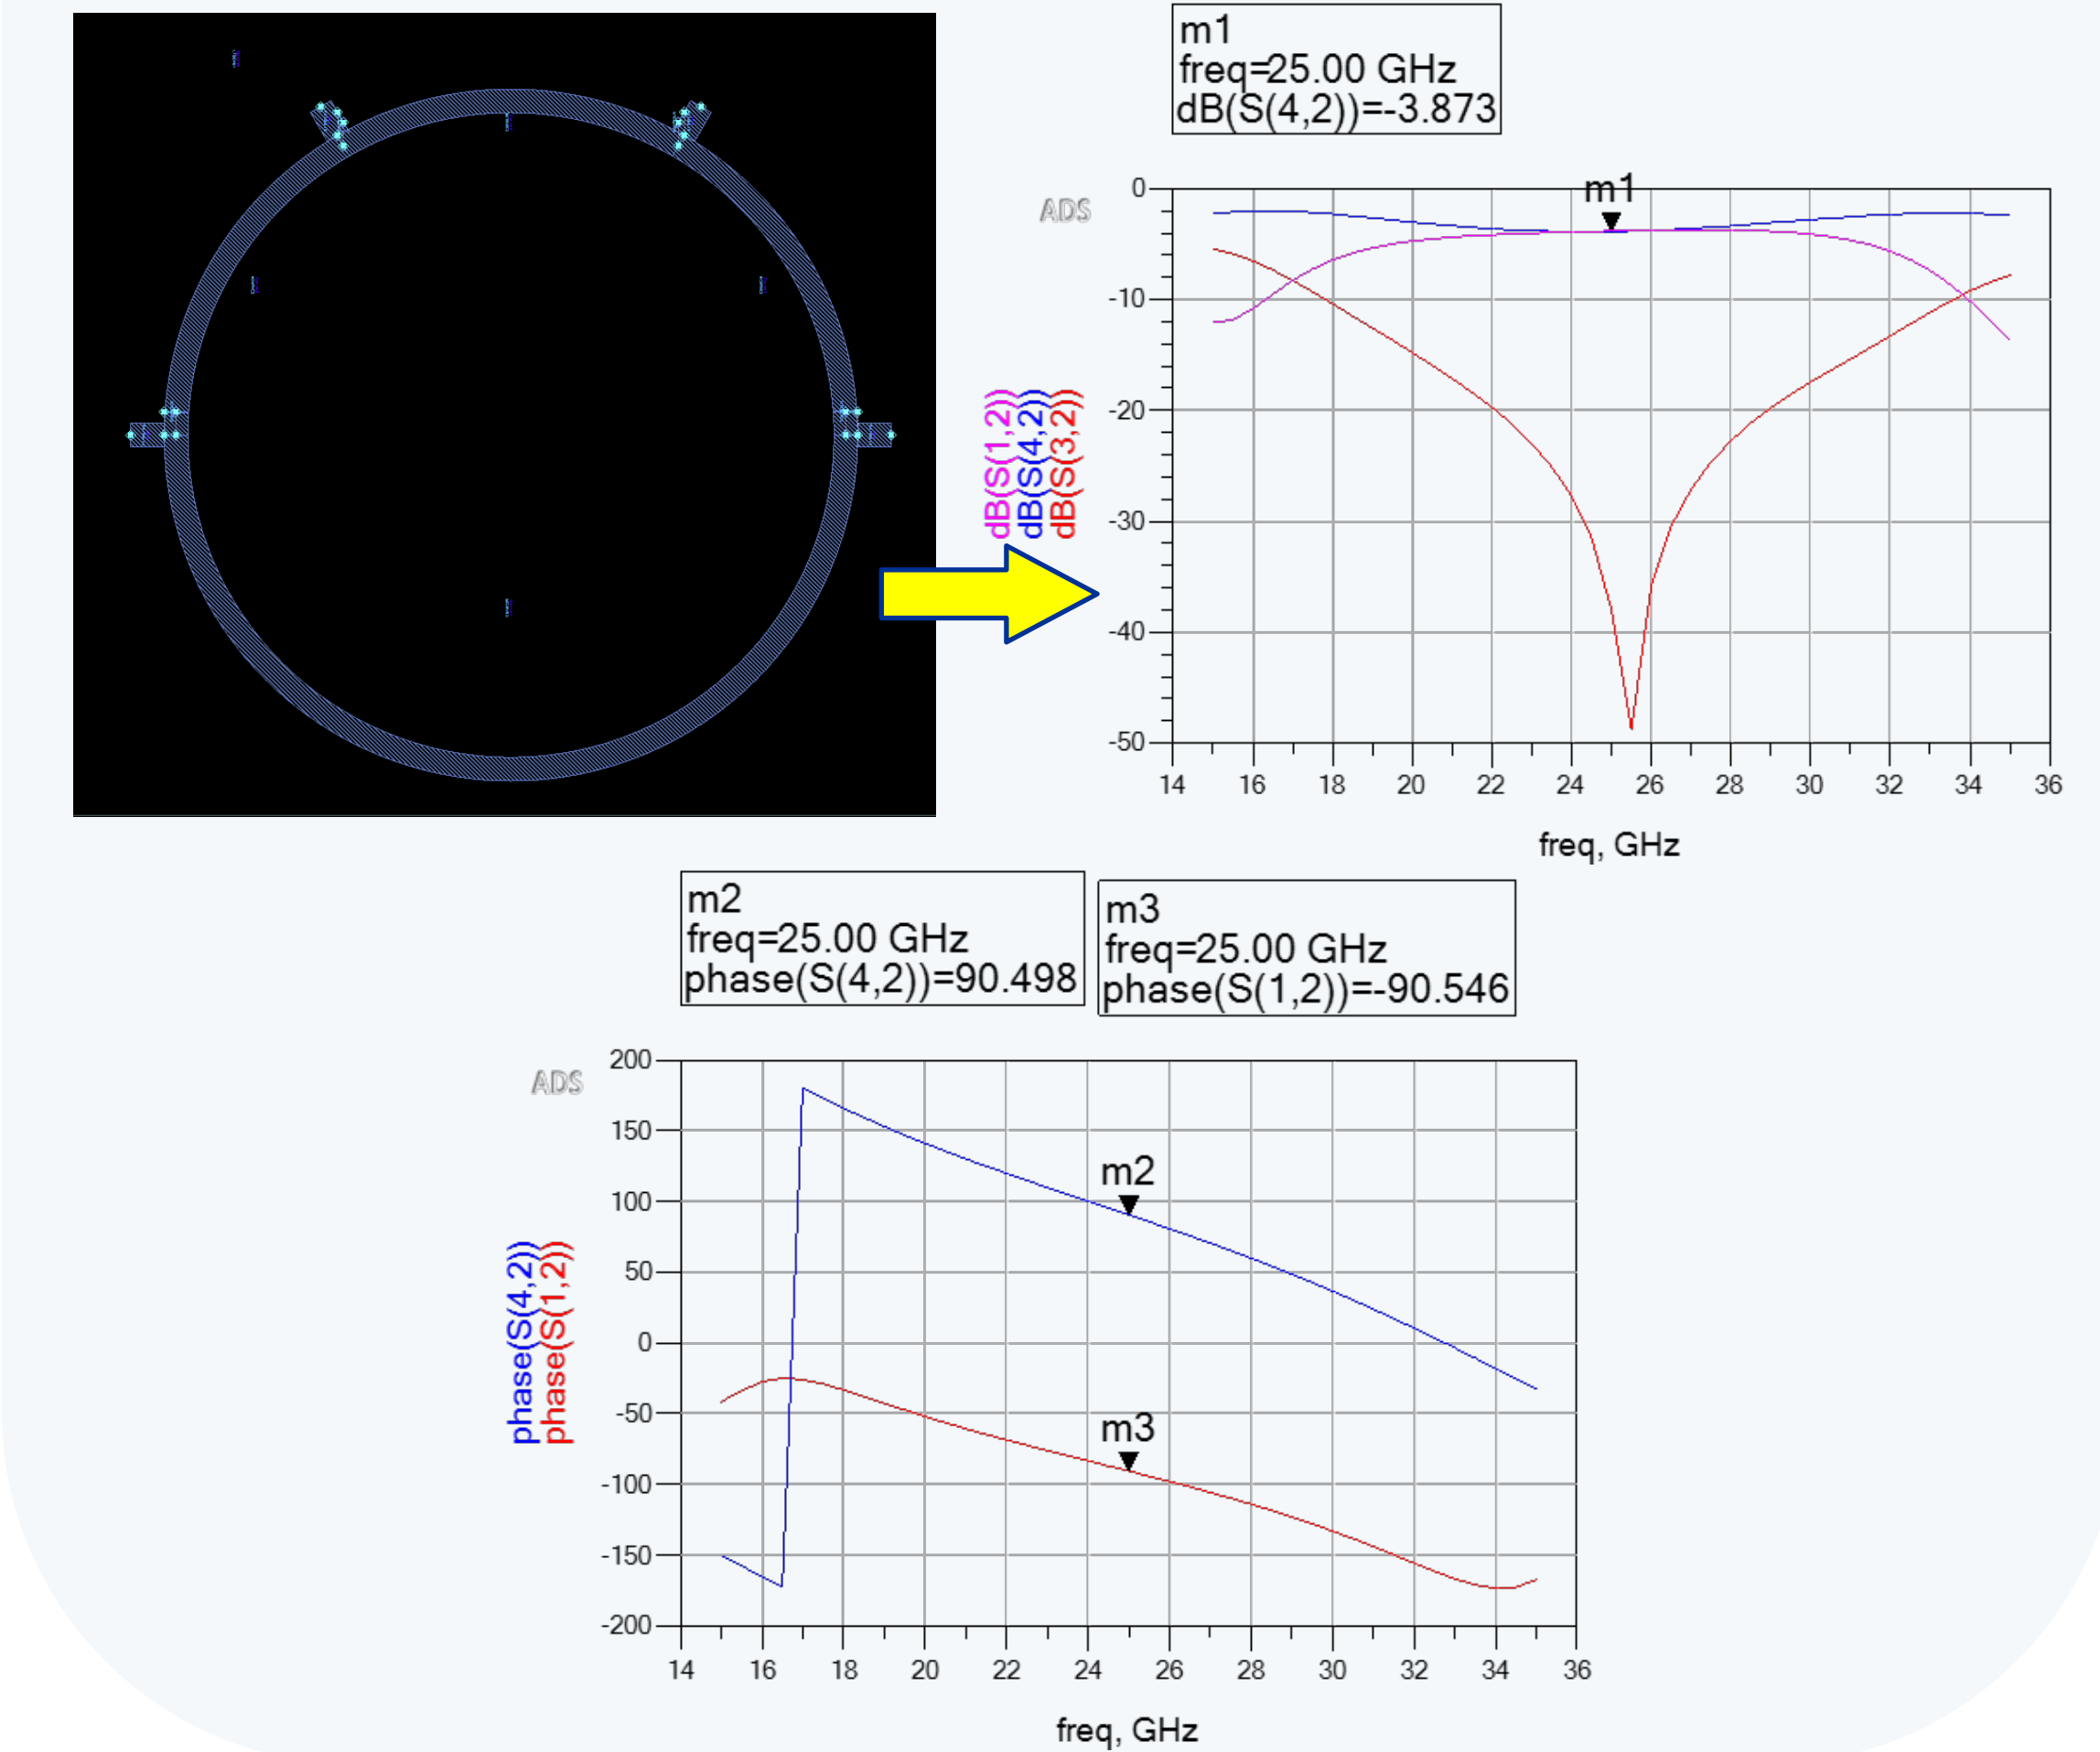 m1
freq=25.00 GHz
dB(S(4,2))=-3.873
ADS
m1
0
-10
-20
-30
-40
-50
dB(S(1,2))
dB(S(4,2))
dB(S(3,2))
14 16 18 20 22 24 26 28 30 32 34 36
freq, GHz
m2
freq=25.00 GHz
phase(S(4,2))=90.498
m3
freq=25.00 GHz
phase(S(1,2))=-90.546
ADS
200
150
100
50
0
-50
-100
-150
-200
m2
m3
phase(S(4,2))
phase(S(1,2))
14 16 18 20 22 24 26 28 30 32 34 36
freq, GHz